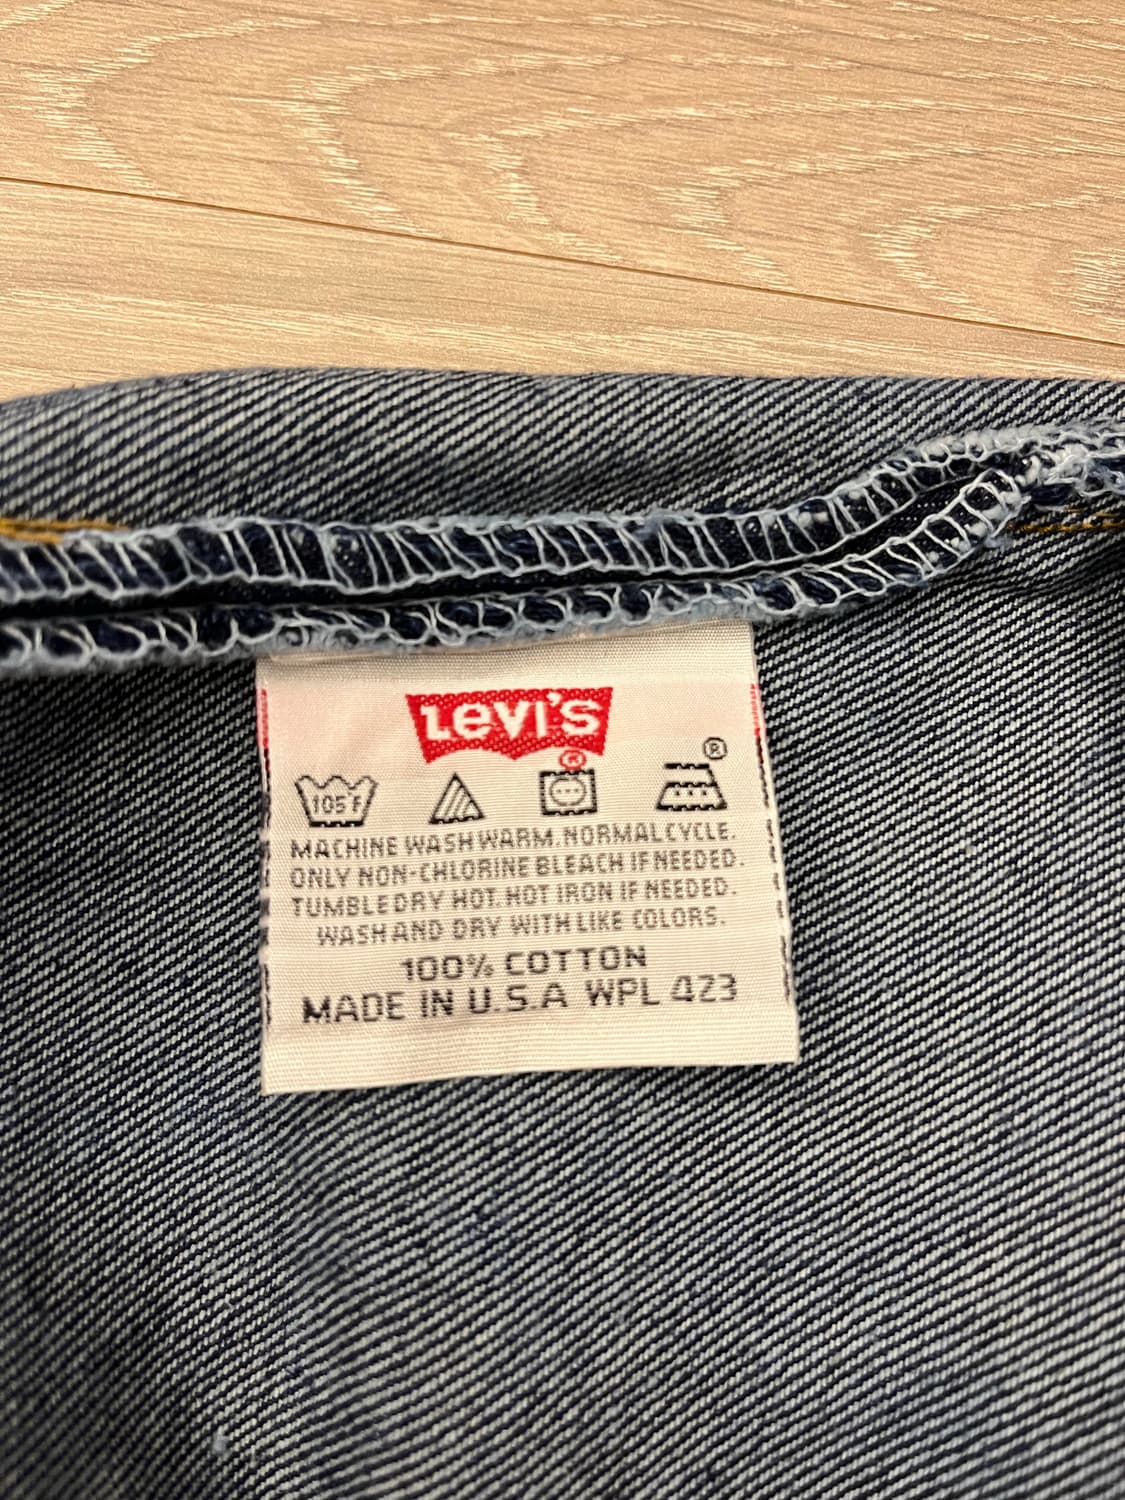 Levi's
®
®
105 F
MACHINE WASH WARM. NORMAL CYCLE.
ONLY NON-CHLORINE BLEACH IF NEEDED.
TUMBLE DRY HOT. HOT IRON IF NEEDED.
WASH AND DRY WITH LIKE COLORS.
100% COTTON
MADE IN U.S.A WPL 423